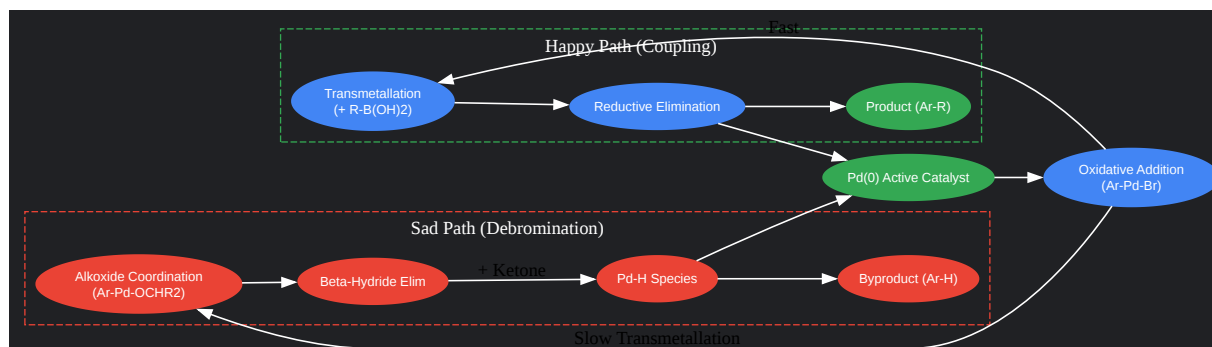 Fast
Happy Path (Coupling)
Transmetallation
(+ R-B(OH)2)
Reductive Elimination
Product (Ar-R)
Pd(0) Active Catalyst
Oxidative Addition
(Ar-Pd-Br)
Sad Path (Debromination)
Alkoxide Coordination
(Ar-Pd-OCHR2)
Beta-Hydride Elim
+ Ketone
Pd-H Species
Byproduct (Ar-H)
Slow Transmetallation